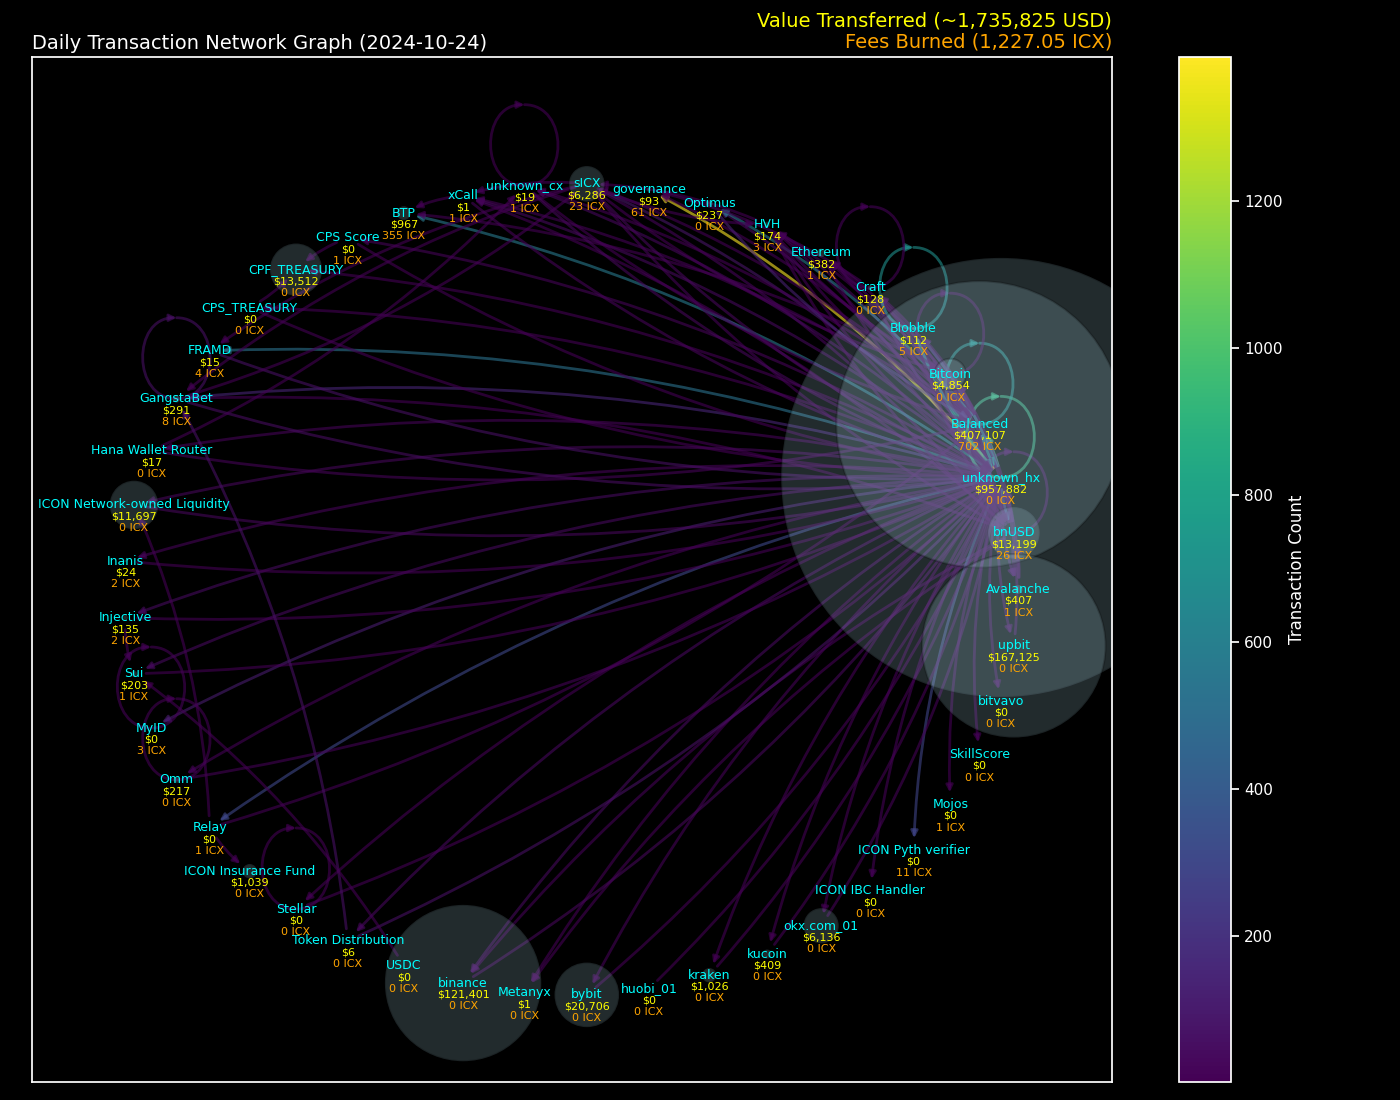 Value Transferred (~1,735,825 USD)
Daily Transaction Network Graph (2024-10-24)
Fees Burned (1,227.05 ICX)
unknown_cx
$19
1 ICX
sICX
$6,286
23 ICX
governance
$93
61 ICX
xCall
$1
1 ICX
Optimus
$237
0 ICX
BTP
$967
355 ICX
HVH
$174
3 ICX
CPS Score
$0
1 ICX
Ethereum
$382
1 ICX
CPF_TREASURY
$13,512
0 ICX
Craft
$128
0 ICX
CPS_TREASURY
$0
0 ICX
Blobble
$112
5 ICX
FRAMD
$15
4 ICX
Bitcoin
$4,854
0 ICX
GangstaBet
$291
8 ICX
Balanced
$407,107
702 ICX
Hana Wallet Router
$17
0 ICX
unknown_hx
$957,882
0 ICX
ICON Network-owned Liquidity
$11,697
0 ICX
bnUSD
$13,199
26 ICX
Inanis
$24
2 ICX
Avalanche
$407
1 ICX
Injective
$135
2 ICX
upbit
$167,125
0 ICX
Sui
$203
1 ICX
bitvavo
$0
0 ICX
MyID
$0
3 ICX
SkillScore
$0
0 ICX
Omm
$217
0 ICX
Mojos
$0
1 ICX
Relay
$0
1 ICX
ICON Pyth verifier
$0
11 ICX
ICON Insurance Fund
$1,039
0 ICX
ICON IBC Handler
$0
0 ICX
Stellar
$0
0 ICX
okx.com_01
$6,136
0 ICX
Token Distribution
$6
0 ICX
kucoin
$409
0 ICX
USDC
$0
0 ICX
kraken
$1,026
0 ICX
binance
$121,401
0 ICX
Metanyx
$1
0 ICX
bybit
$20,706
0 ICX
huobi_01
$0
0 ICX
1200
1000
800
600
400
200
Transaction Count